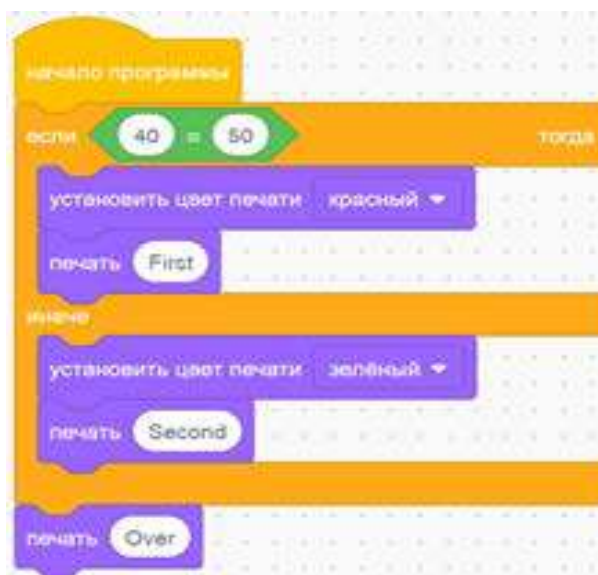 начало программы
если 40 = 50 тогда
установить цвет печати красный
печать First
иначе
установить цвет печати зелёный
печать Second
печать Over